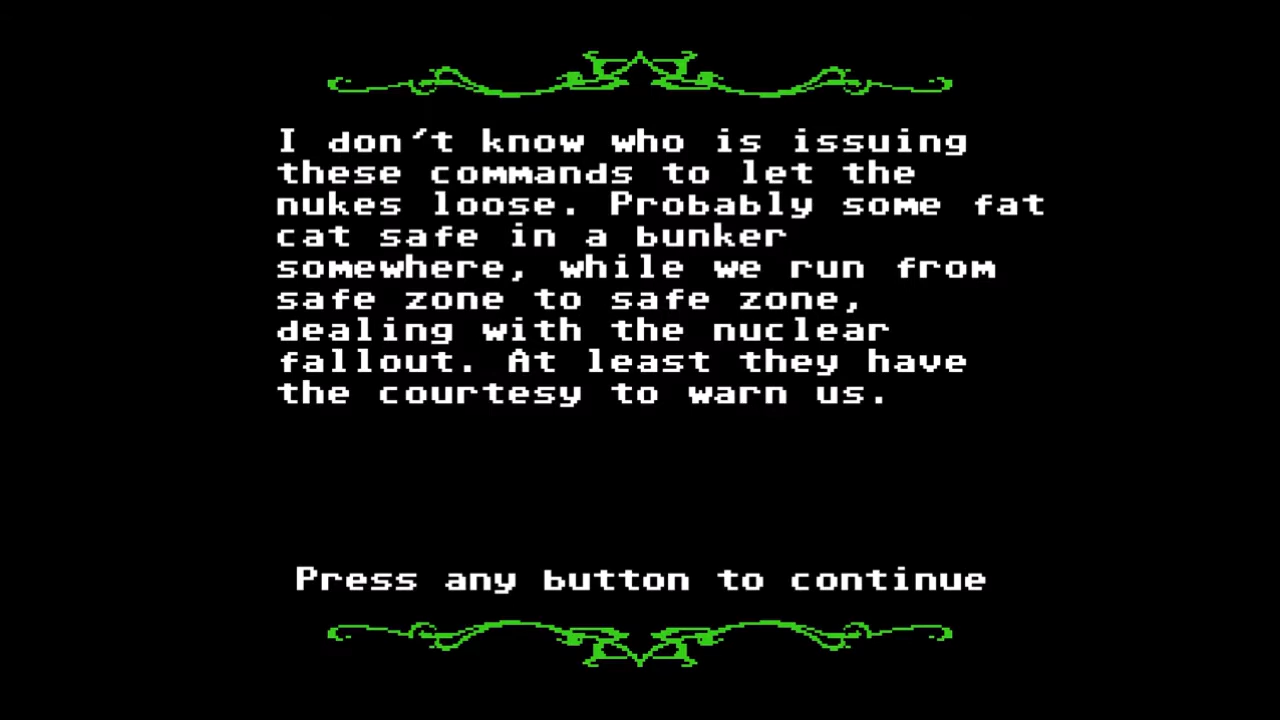 I don't know who is issuing
these commands to let the
nukes loose. Probably some fat
cat safe in a bunker
somewhere, while we run from
safe zone to safe zone,
dealing with the nuclear
fallout. At least they have
the courtesy to warn us.
Press any button to continue